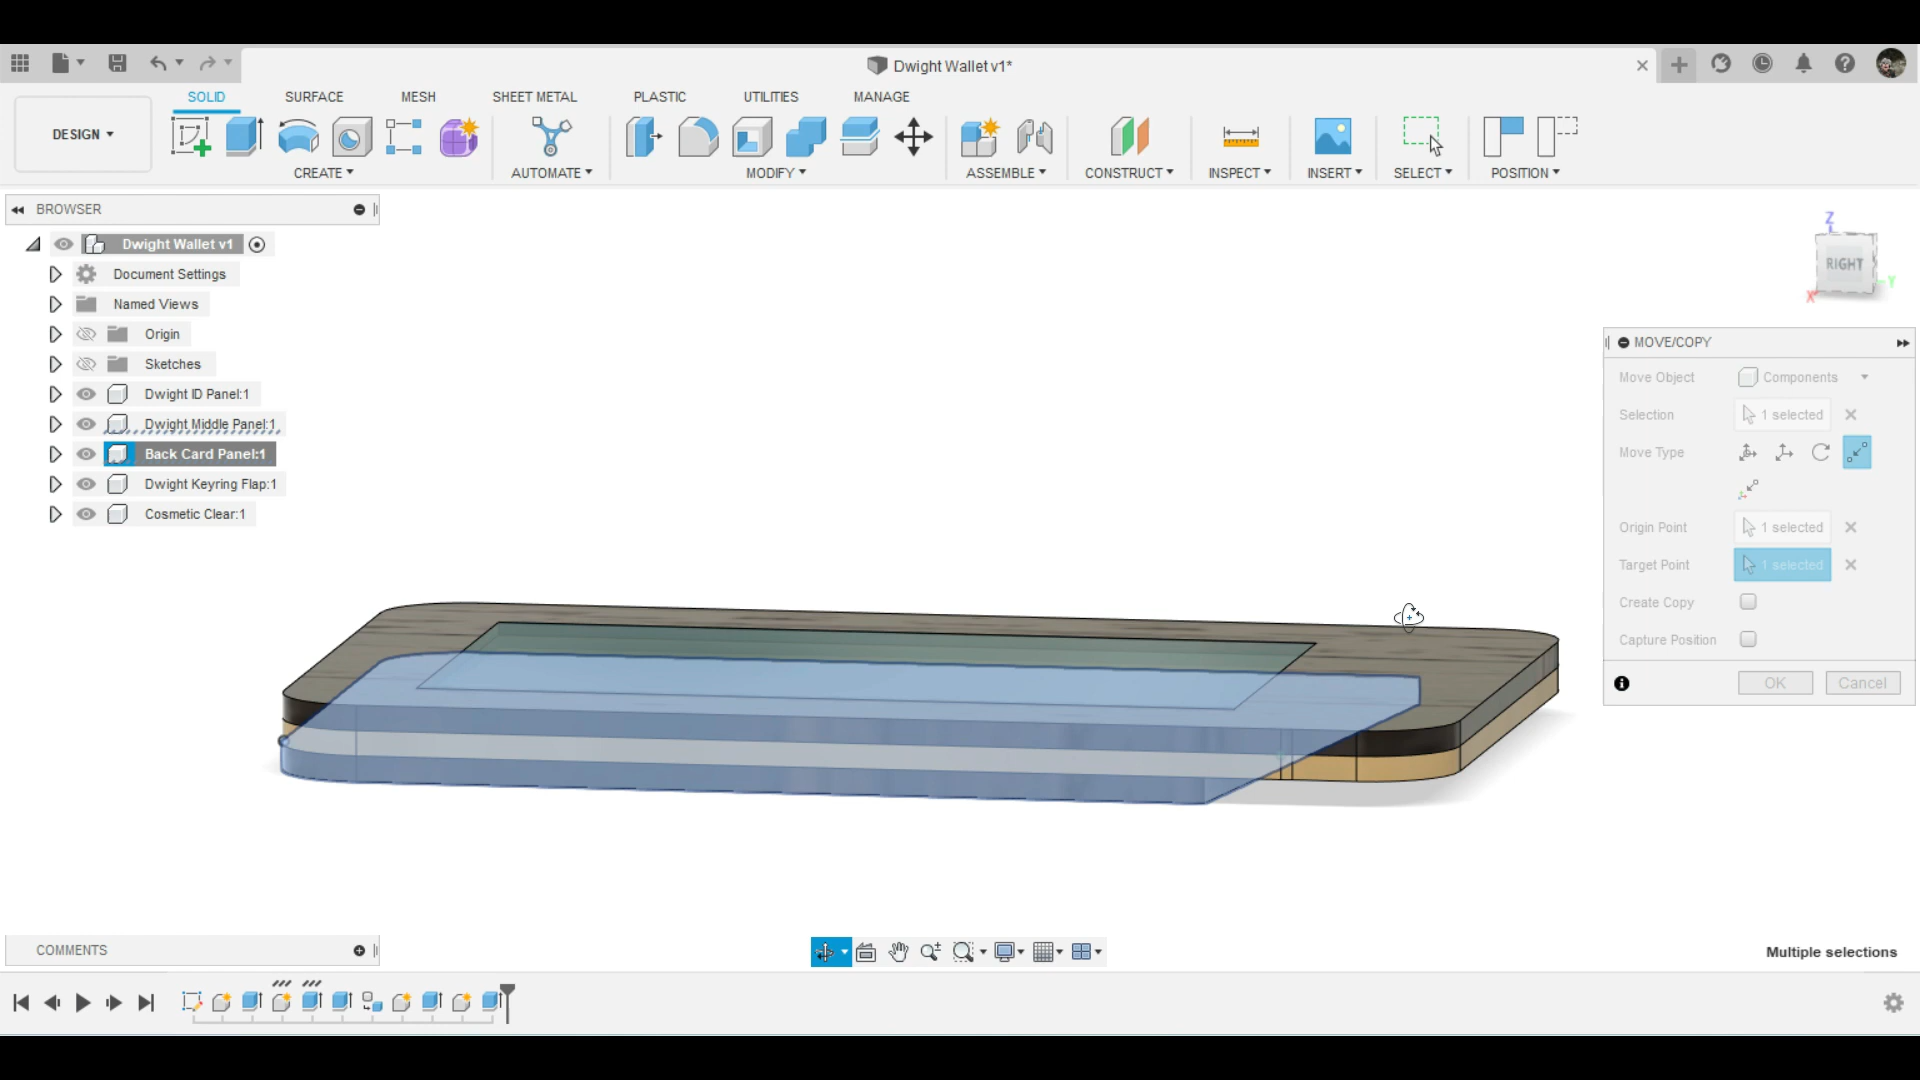 Dwight Wallet v1*
SOLID SURFACE MESH SHEET METAL PLASTIC UTILITIES MANAGE
DESIGN
CREATE AUTOMATE MODIFY ASSEMBLE CONSTRUCT INSPECT INSERT SELECT POSITION
BROWSER
Dwight Wallet v1
Document Settings
Named Views
Origin
Sketches
Dwight ID Panel:1
Dwight Middle Panel:1
Back Card Panel:1
Dwight Keyring Flap:1
Cosmetic Clear:1
Z
RIGHT
Y
X
MOVE/COPY
Move Object Components
Selection 1 selected
Move Type
Origin Point 1 selected
Target Point 1 selected
Create Copy
Capture Position
OK Cancel
COMMENTS
Multiple selections